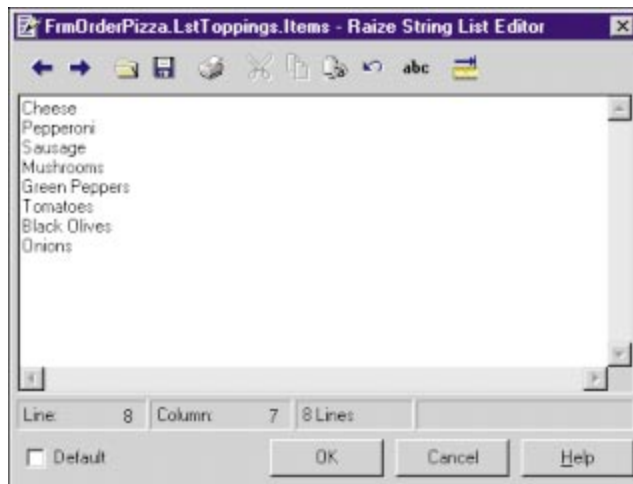 FrmOrderPizza.LstToppings.Items - Raize String List Editor
abc
Cheese
Pepperoni
Sausage
Mushrooms
Green Peppers
Tomatoes
Black Olives
Onions
Line: 8 Column: 7 8 Lines
Default OK Cancel Help